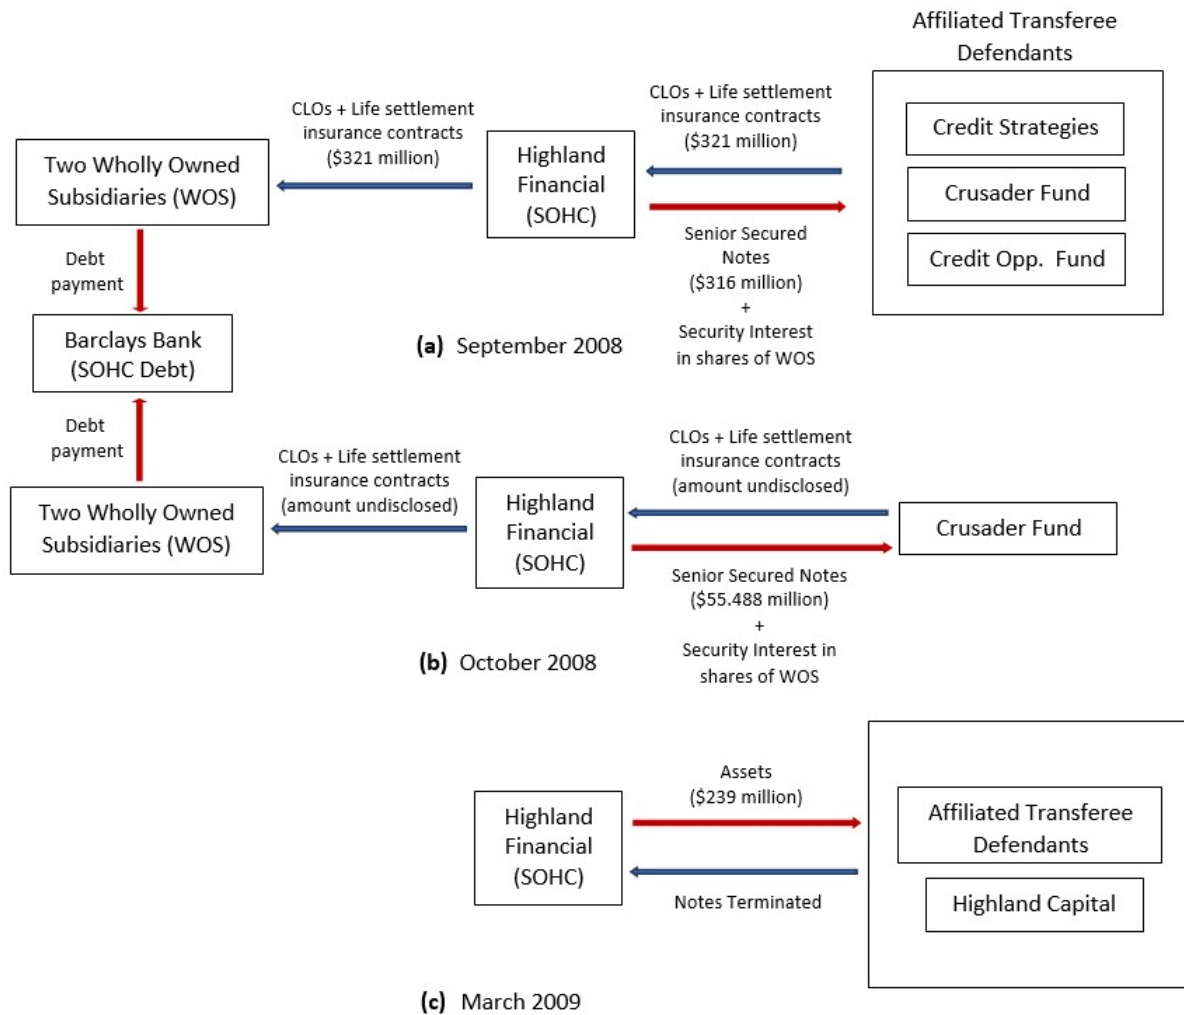 Affiliated Transferee
Defendants
CLOs + Life settlement
insurance contracts
($321 million)
CLOs + Life settlement
insurance contracts
($321 million)
Two Wholly Owned
Subsidiaries (WOS)
Highland
Financial
(SOHC)
Credit Strategies
Crusader Fund
Credit Opp. Fund
Senior Secured
Notes
($316 million)
+
Security Interest
in shares of WOS
Debt
payment
Barclays Bank
(SOHC Debt)
(a) September 2008
Debt
payment
CLOs + Life settlement
insurance contracts
(amount undisclosed)
CLOs + Life settlement
insurance contracts
(amount undisclosed)
Two Wholly Owned
Subsidiaries (WOS)
Highland
Financial
(SOHC)
Crusader Fund
Senior Secured Notes
($55.488 million)
+
Security Interest in
shares of WOS
(b) October 2008
Assets
($239 million)
Highland
Financial
(SOHC)
Affiliated Transferee
Defendants
Highland Capital
Notes Terminated
(c) March 2009